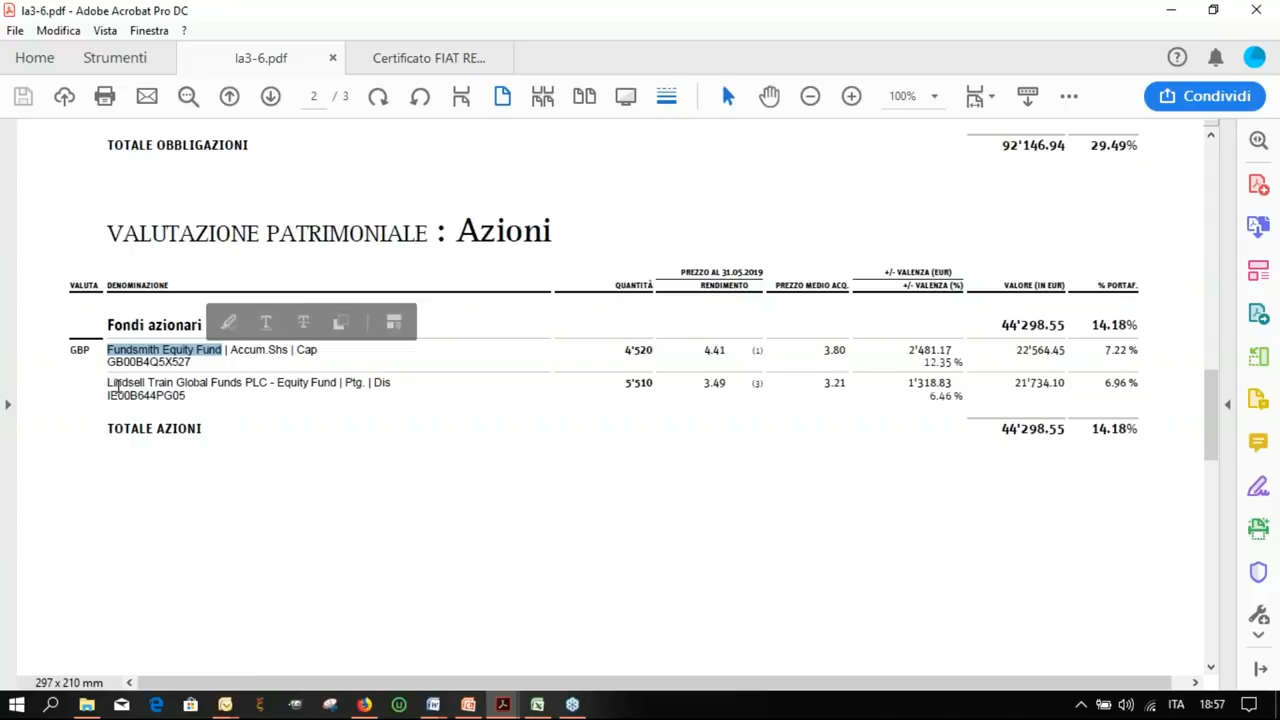 la3-6.pdf - Adobe Acrobat Pro DC
File Modifica Vista Finestra ?
Home Strumenti la3-6.pdf × Certificato FIAT RE...
2 / 3 100% Condividi
TOTALE OBBLIGAZIONI 92'146.94 29.49%
VALUTAZIONE PATRIMONIALE : Azioni
PREZZO AL 31.05.2019 +/- VALENZA (EUR)
VALUTA DENOMINAZIONE QUANTITÀ RENDIMENTO PREZZO MEDIO ACQ. +/- VALENZA (%) VALORE (IN EUR) % PORTAF.
Fondi azionari 44'298.55 14.18%
GBP Fundsmith Equity Fund | Accum.Shs | Cap 4'520 4.41 (1) 3.80 2'481.17 22'564.45 7.22 %
GB00B4Q5X527 12.35 %
Lindsell Train Global Funds PLC - Equity Fund | Ptg. | Dis 5'510 3.49 (3) 3.21 1'318.83 21'734.10 6.96 %
IE00B644PG05 6.46 %
TOTALE AZIONI 44'298.55 14.18%
297 x 210 mm
ITA 18:57